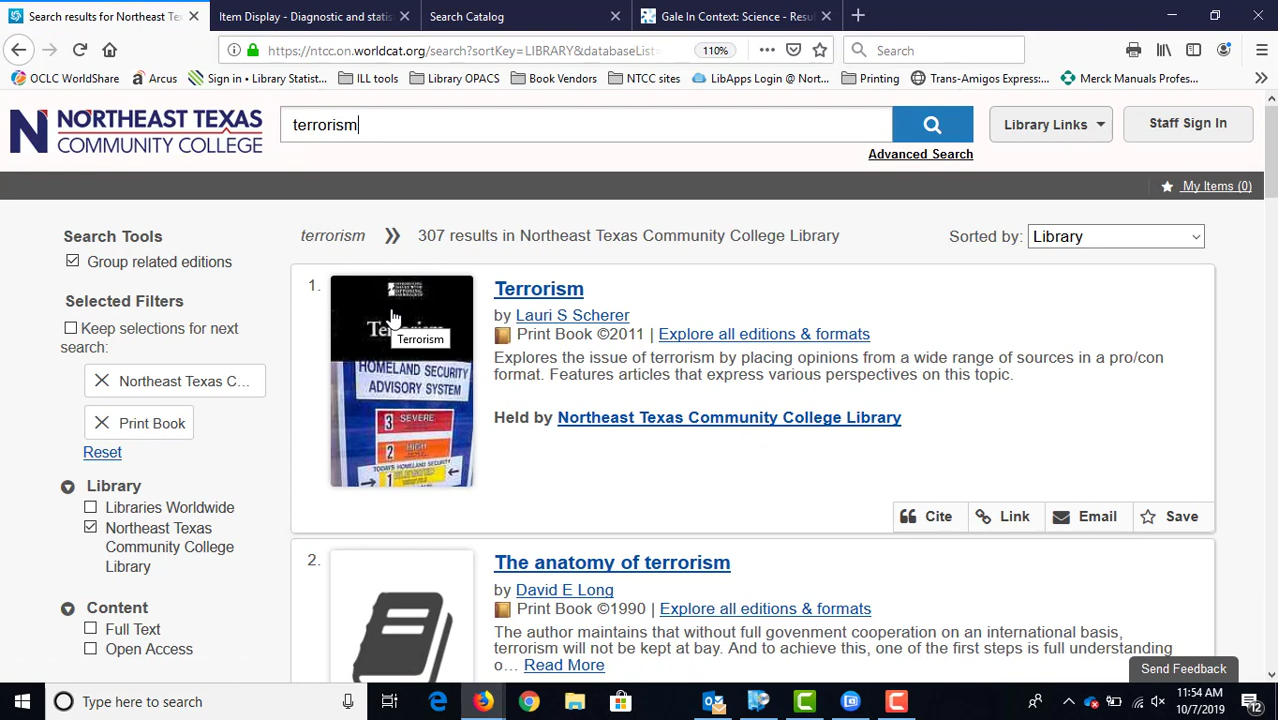 Search results for Northeast Te
Item Display - Diagnostic and statis
Search Catalog
Gale In Context: Science - Resu
https://ntcc.on.worldcat.org/search?sortKey=LIBRARY&databaseList=
110%
Search
OCLC WorldShare
Arcus
Sign in ‹ Library Statist...
ILL tools
Library OPACS
Book Vendors
NTCC sites
LibApps Login @ Nort...
Printing
Trans-Amigos Express:...
Merck Manuals Profes...
NORTHEAST TEXAS
COMMUNITY COLLEGE
terrorism
Library Links
Staff Sign In
Advanced Search
My Items (0)
Search Tools
Group related editions
Selected Filters
Keep selections for next
search:
Northeast Texas C...
Print Book
Reset
Library
Libraries Worldwide
Northeast Texas
Community College
Library
Content
Full Text
Open Access
terrorism
307 results in Northeast Texas Community College Library
Sorted by:
Library
1.
Terrorism
HOMELAND SECURITY
ADVISORY SYSTEM
3 SEVERE
2 HIGH
TODAYS HOMELAND SECURITY
1
Terrorism
by Lauri S Scherer
Print Book ©2011 | Explore all editions & formats
Explores the issue of terrorism by placing opinions from a wide range of sources in a pro/con
format. Features articles that express various perspectives on this topic.
Held by Northeast Texas Community College Library
Cite
Link
Email
Save
2.
The anatomy of terrorism
by David E Long
Print Book ©1990 | Explore all editions & formats
The author maintains that without full govenment cooperation on an international basis,
terrorism will not be kept at bay. And to achieve this, one of the first steps is full understanding
o... Read More
Send Feedback
Type here to search
11:54 AM
10/7/2019
12